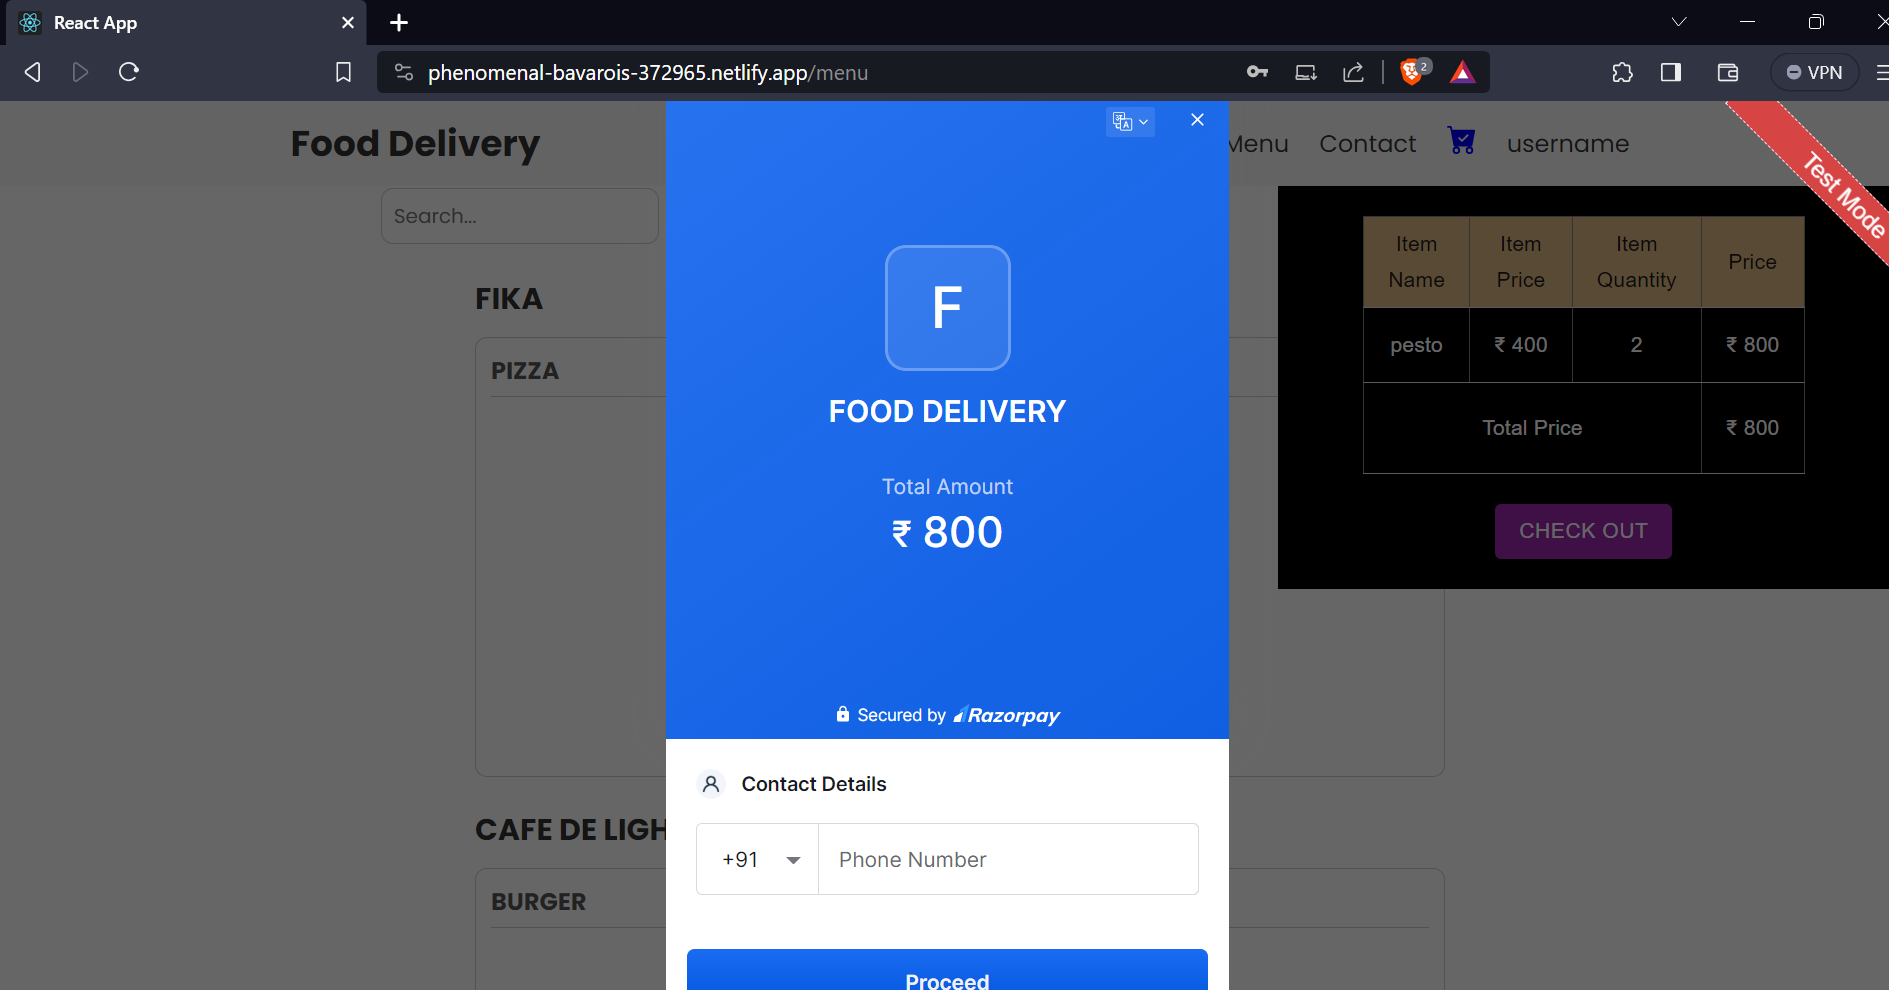 React App
phenomenal-bavarois-372965.netlify.app/menu
2
VPN
Food Delivery
Menu
Contact
username
Test Mode
Search...
FIKA
PIZZA
CAFE DE LIGH
BURGER
F
FOOD DELIVERY
Total Amount
₹ 800
Secured by Razorpay
Contact Details
+91
Phone Number
Proceed
Item Name
Item Price
Item Quantity
Price
pesto
₹ 400
2
₹ 800
Total Price
₹ 800
CHECK OUT